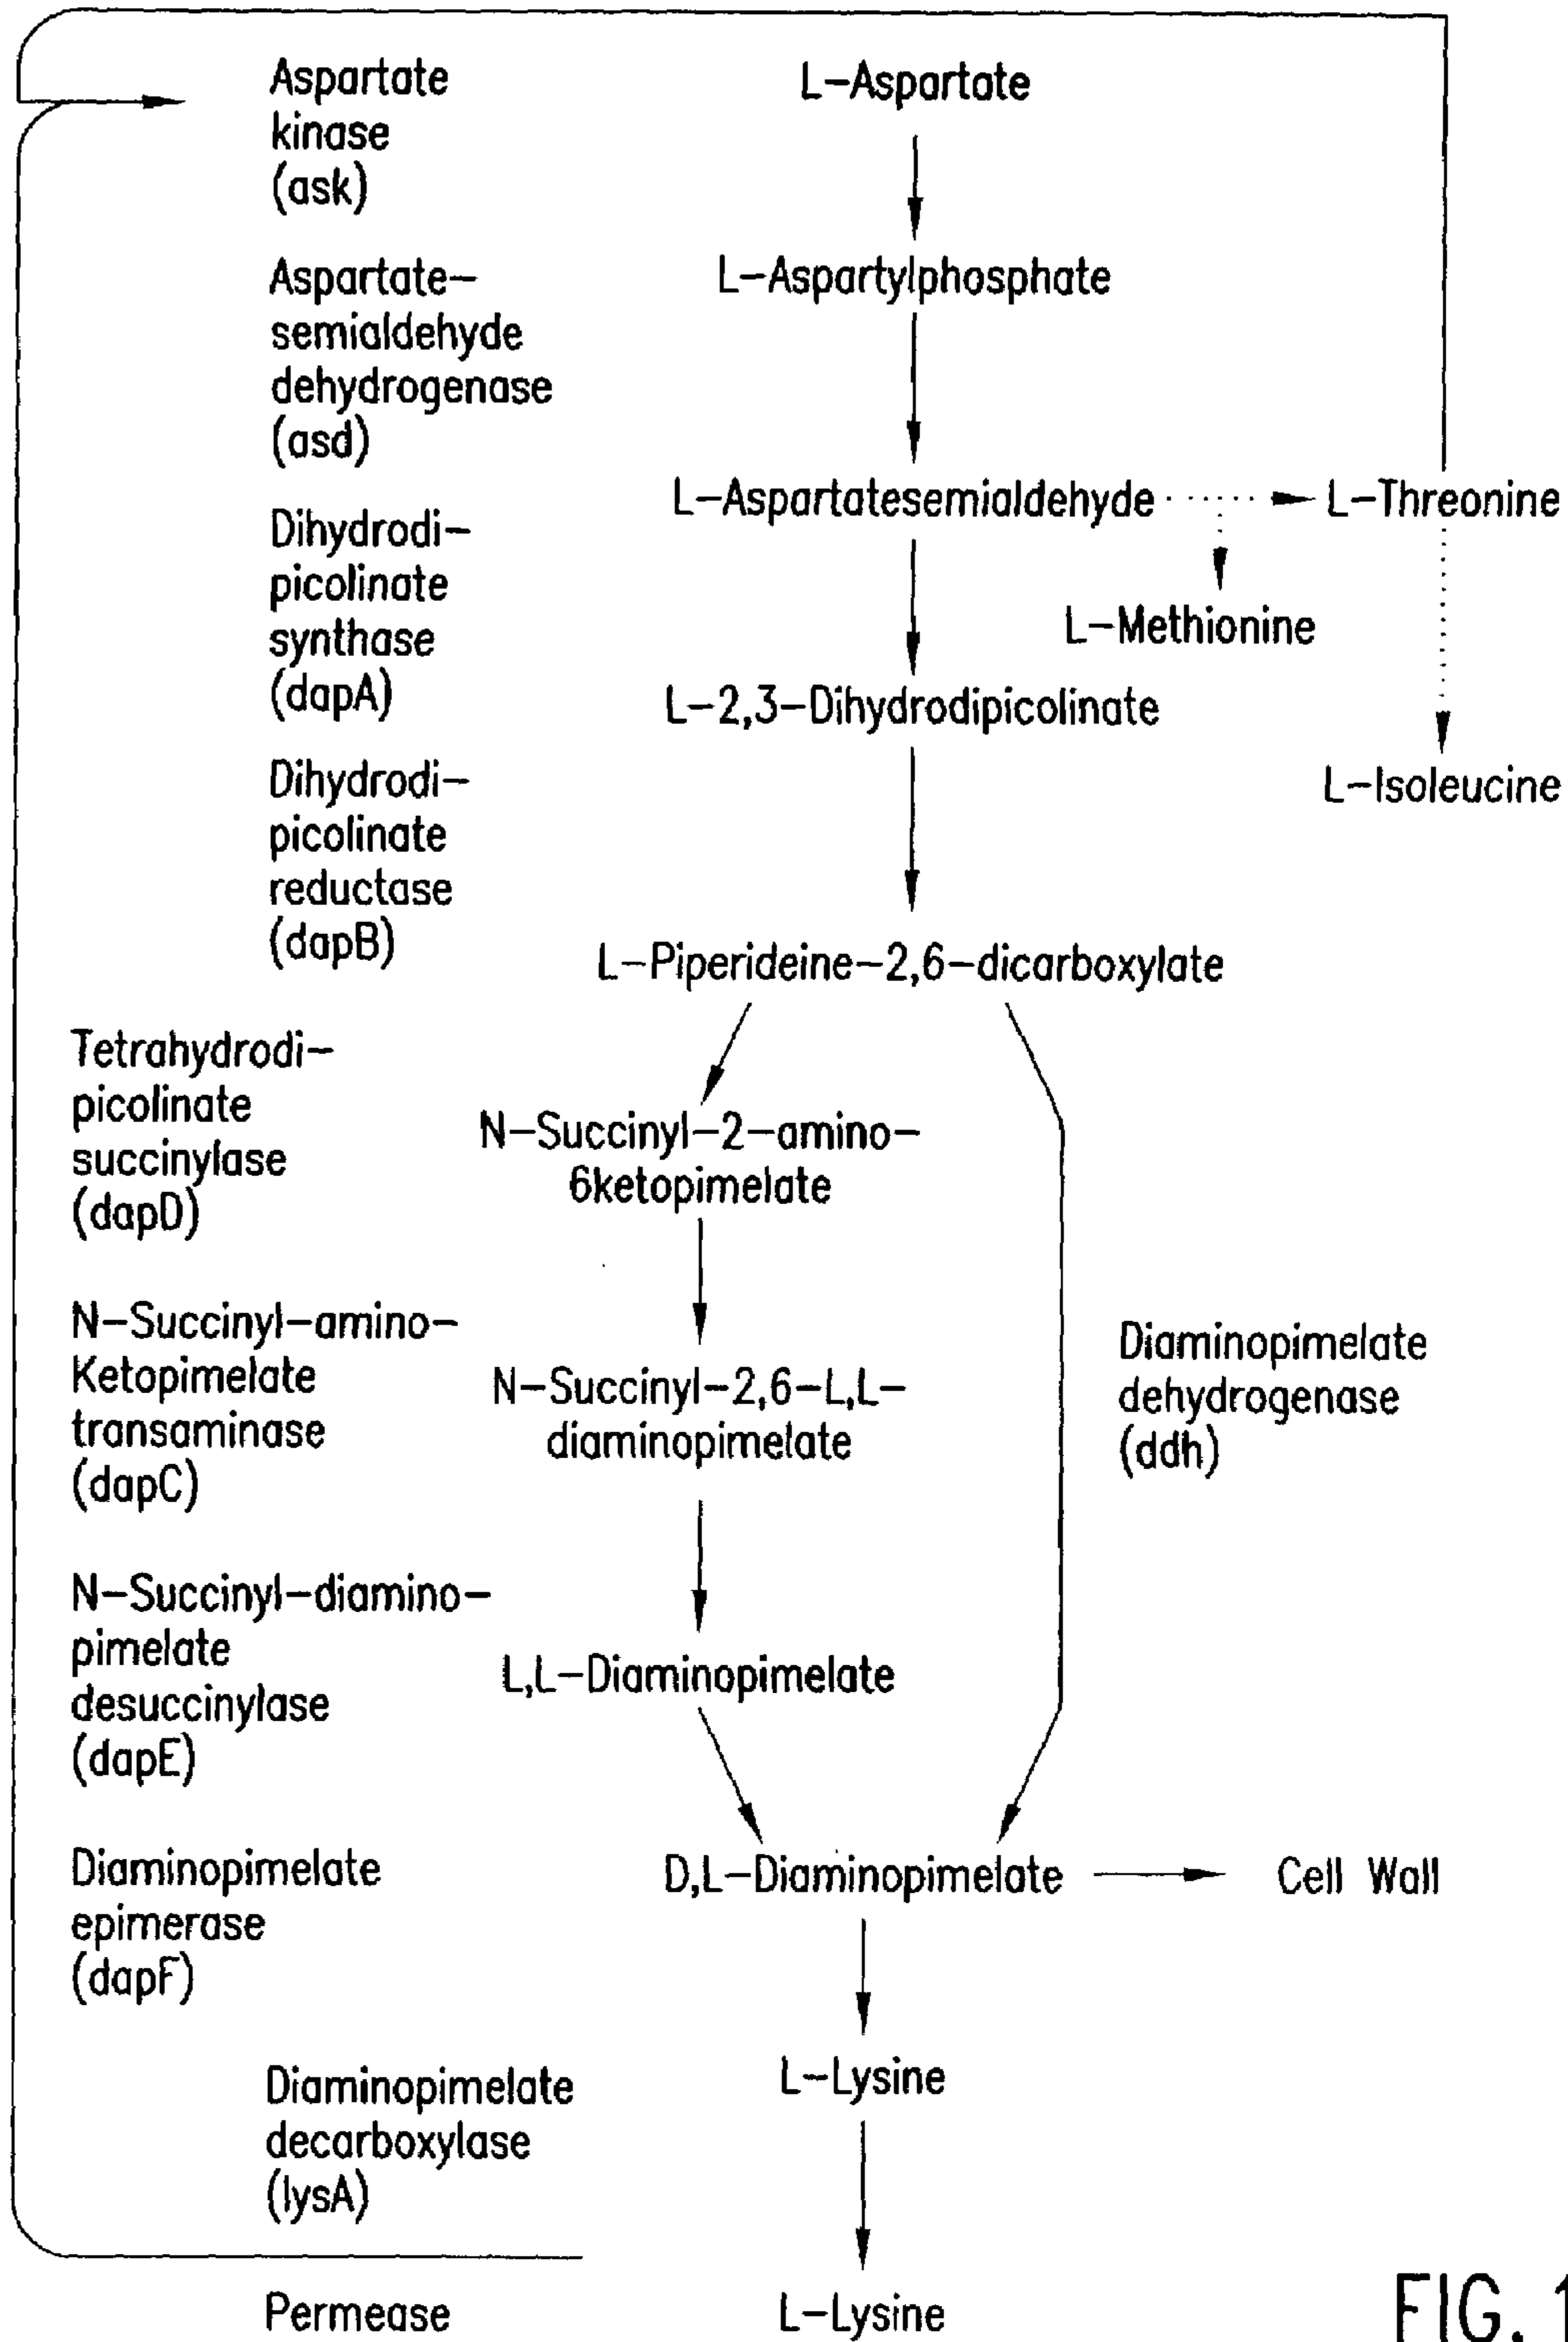 Aspartate
kinase
(ask)
L-Aspartate
Aspartate-
semialdehyde
dehydrogenase
(asd)
L-Aspartylphosphate
L-Aspartatesemialdehyde
L-Threonine
Dihydrodi-
picolinate
synthase
(dapA)
L-Methionine
L-2,3-Dihydrodipicolinate
L-Isoleucine
Dihydrodi-
picolinate
reductase
(dapB)
L-Piperideine-2,6-dicarboxylate
Tetrahydrodi-
picolinate
succinylase
(dapD)
N-Succinyl-2-amino-
6ketopimelate
N-Succinyl-amino-
Ketopimelate
transaminase
(dapC)
N-Succinyl-2,6-L,L-
diaminopimelate
Diaminopimelate
dehydrogenase
(ddh)
N-Succinyl-diamino-
pimelate
desuccinylase
(dapE)
L,L-Diaminopimelate
Diaminopimelate
epimerase
(dapF)
D,L-Diaminopimelate
Cell Wall
Diaminopimelate
decarboxylase
(lysA)
L-Lysine
Permease
L-Lysine
FIG. 1